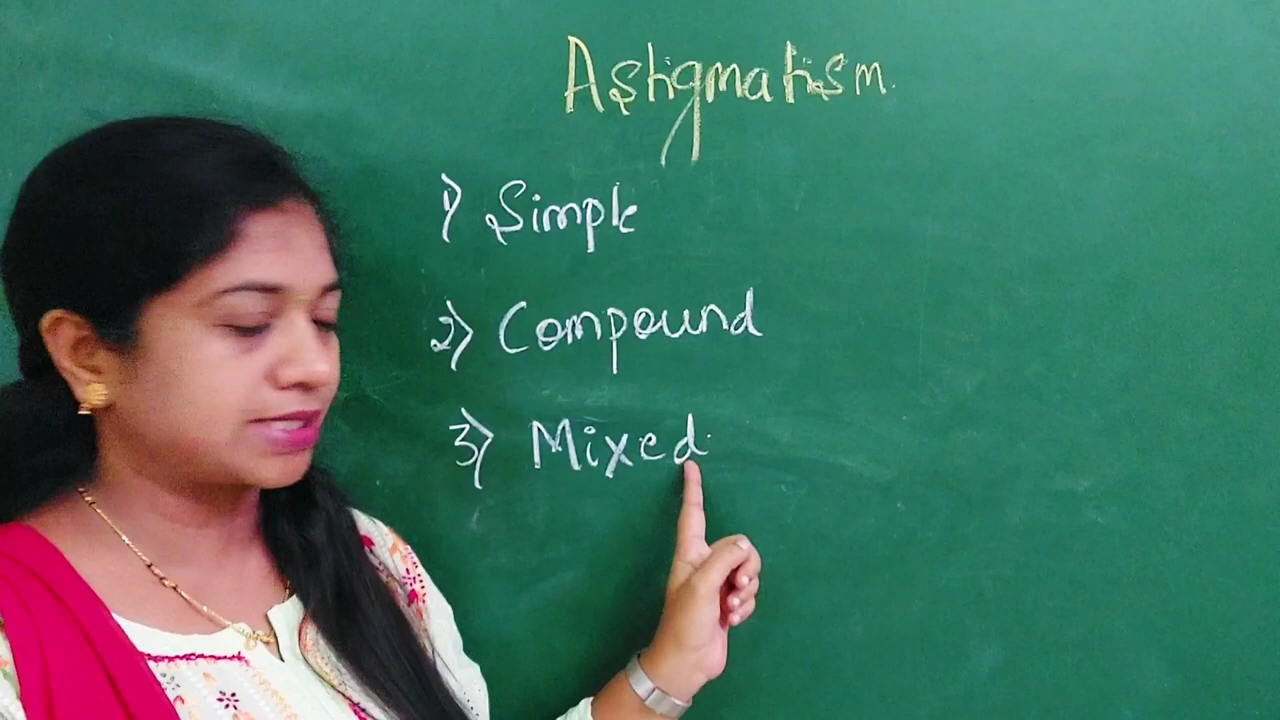 Astigmatism.
1) Simple
2) Compound
3) Mixed.